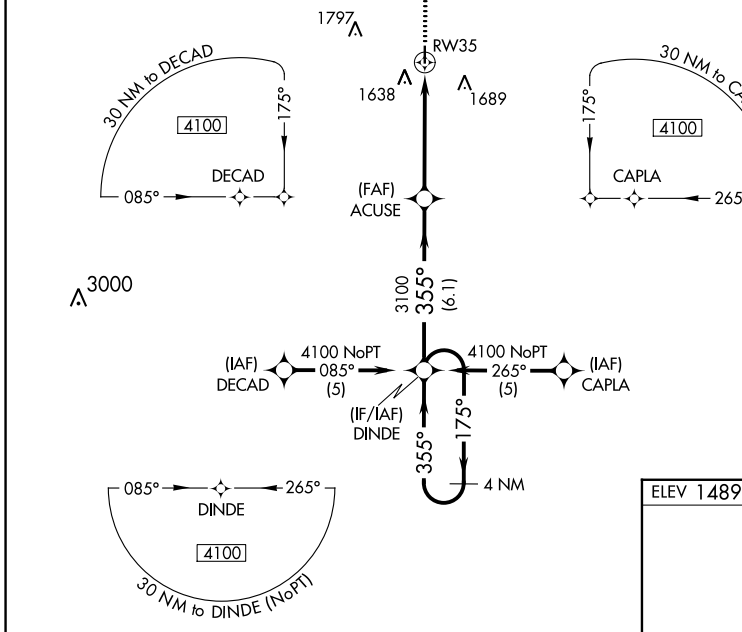 1797
RW35
1638
1689
30 NM to DECAD
4100
175°
DECAD
085°
30 NM to
175°
4100
CAPLA
265
(FAF)
ACUSE
3000
3100
355°
(6.1)
(IAF)
DECAD
4100 NoPT
085°
(5)
4100 NoPT
265°
(5)
(IAF)
CAPLA
(IF/IAF)
DINDE
355°
175°
4 NM
085°
265°
DINDE
4100
30 NM to DINDE (NoPT)
ELEV 1489